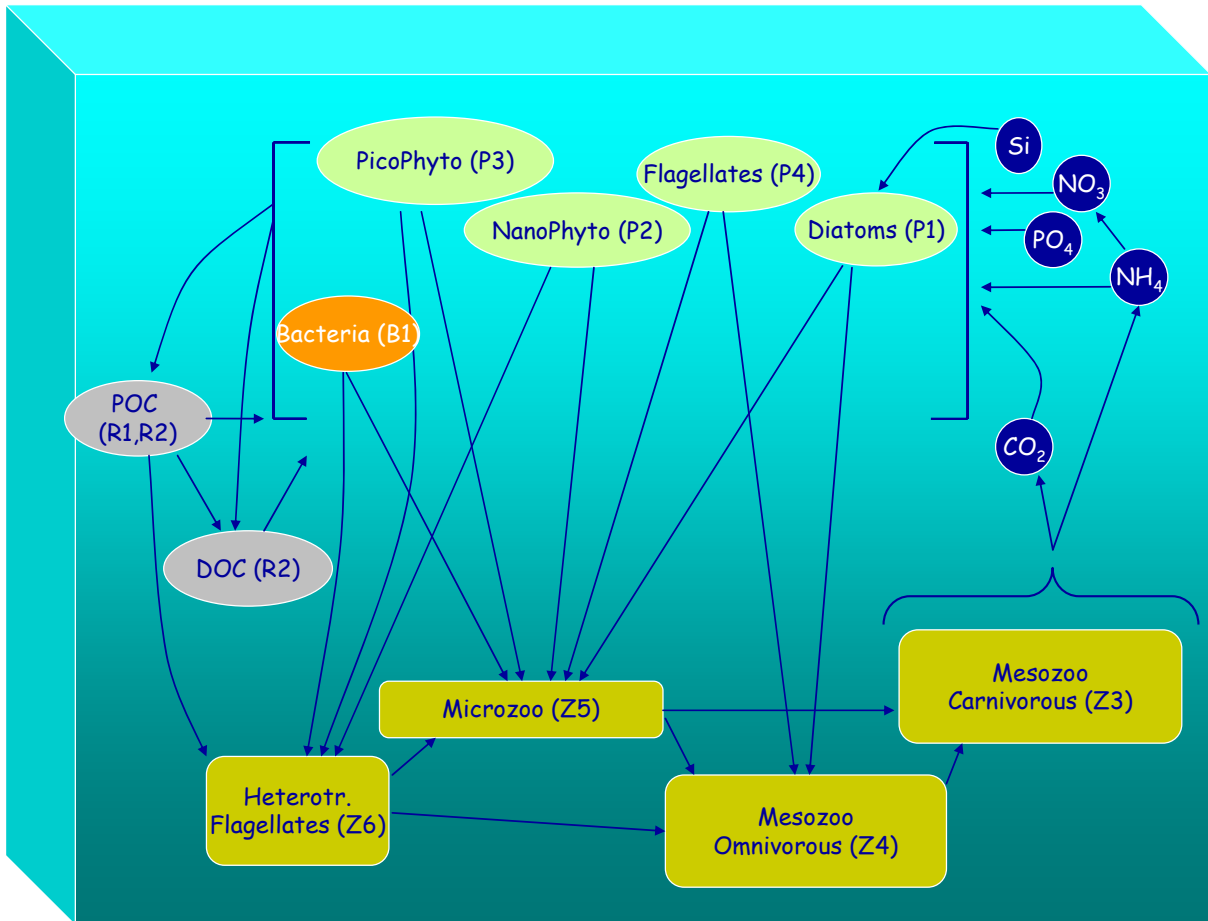 PicoPhyto (P3)
Flagellates (P4)
Si
NO₃
NanoPhyto (P2)
Diatoms (P1)
PO₄
NH₄
Bacteria (B1)
POC
(R1,R2)
CO₂
DOC (R2)
Mesozoo
Carnivorous (Z3)
Microzoo (Z5)
Heterotr.
Flagellates (Z6)
Mesozoo
Omnivorous (Z4)